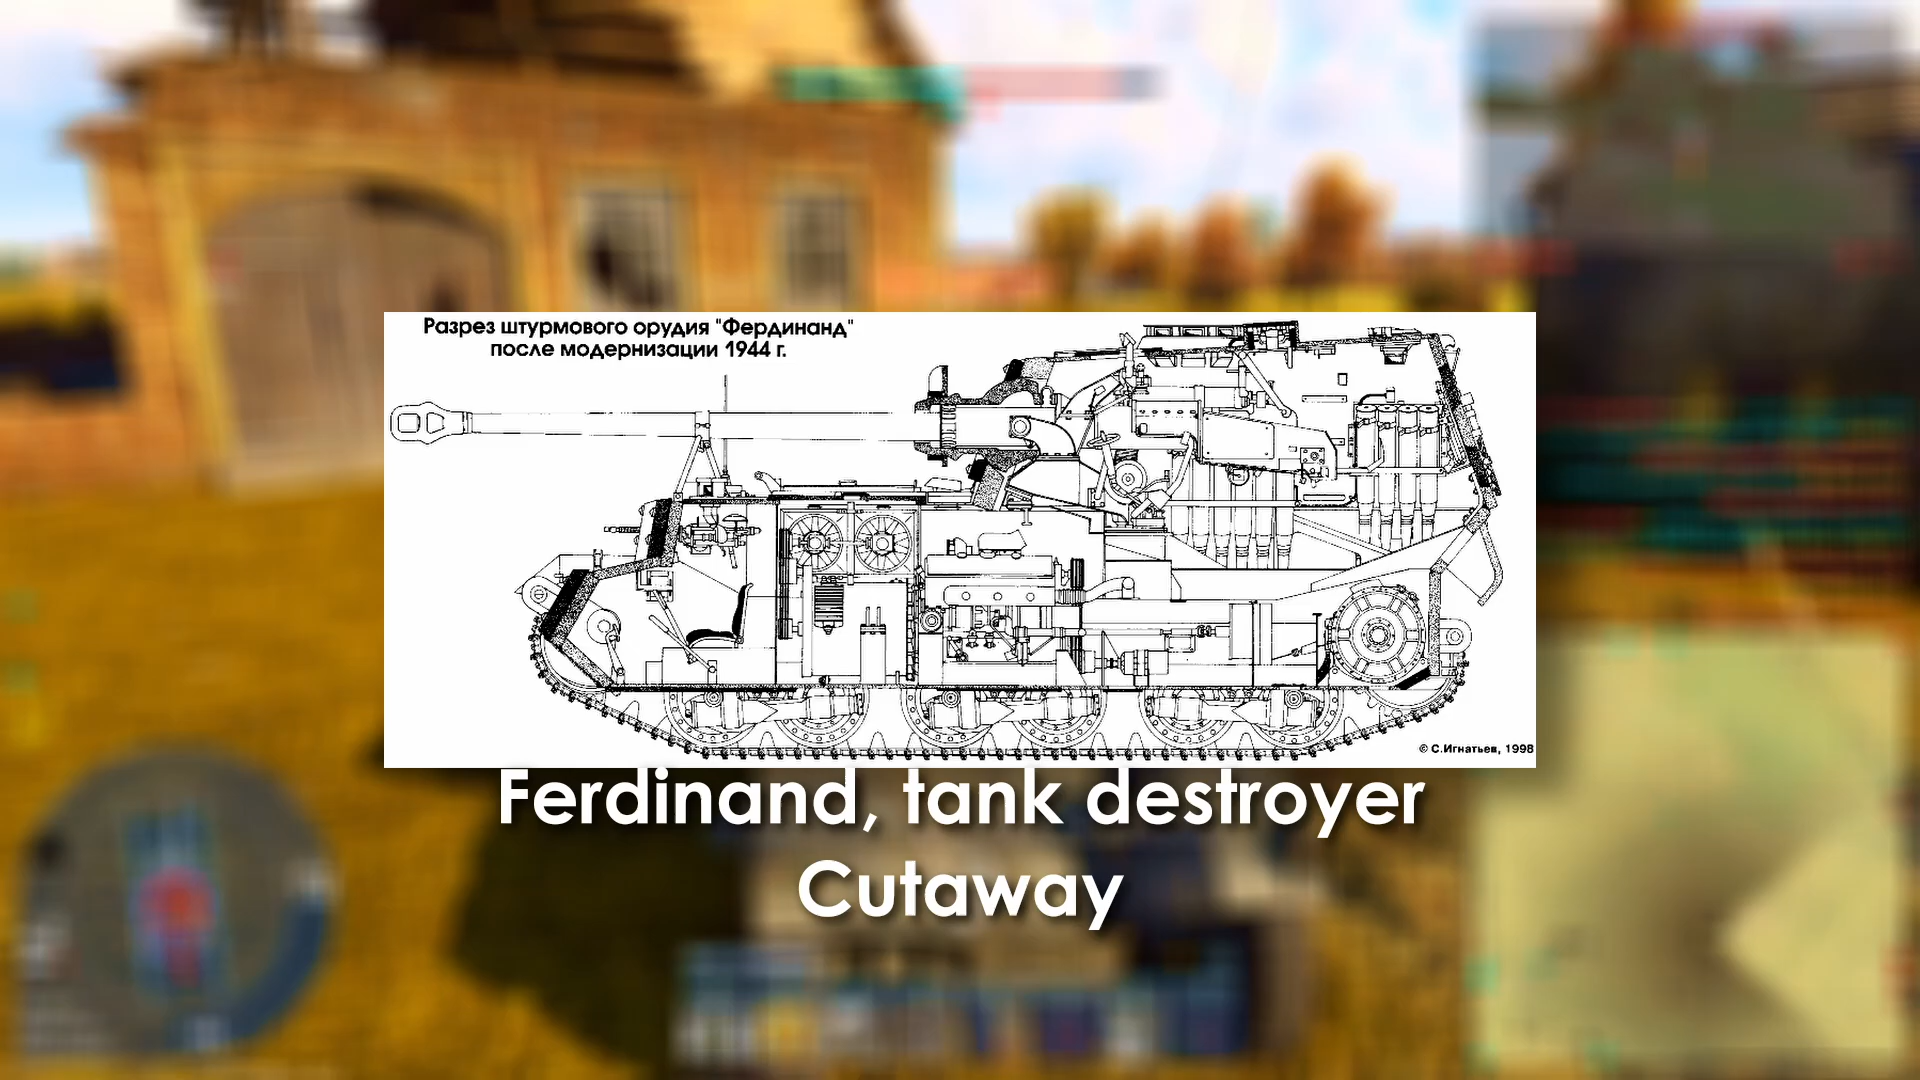 Разрез штурмового орудия "Фердинанд"
после модернизации 1944 г.
© С.Игнатьев, 1998
Ferdinand, tank destroyer
Cutaway